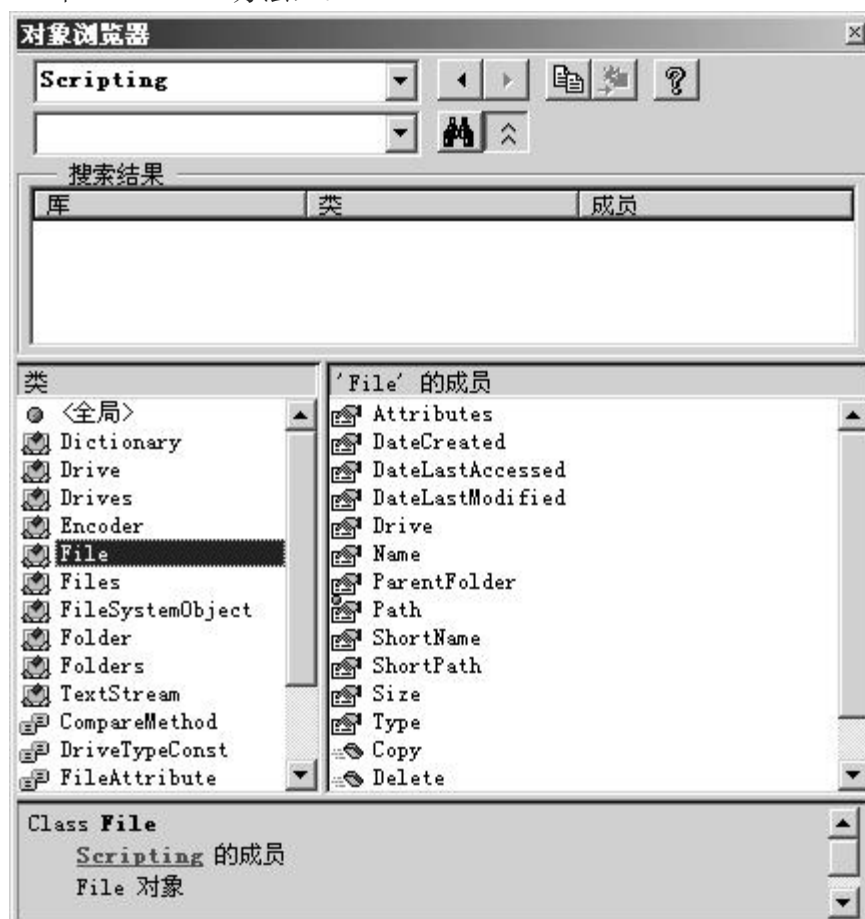 对象浏览器
Scripting
搜索结果
库 类 成员
类
<全局>
Dictionary
Drive
Drives
Encoder
File
Files
FileSystemObject
Folder
Folders
TextStream
CompareMethod
DriveTypeConst
FileAttribute
'File' 的成员
Attributes
DateCreated
DateLastAccessed
DateLastModified
Drive
Name
ParentFolder
Path
ShortName
ShortPath
Size
Type
Copy
Delete
Class File
Scripting 的成员
File 对象